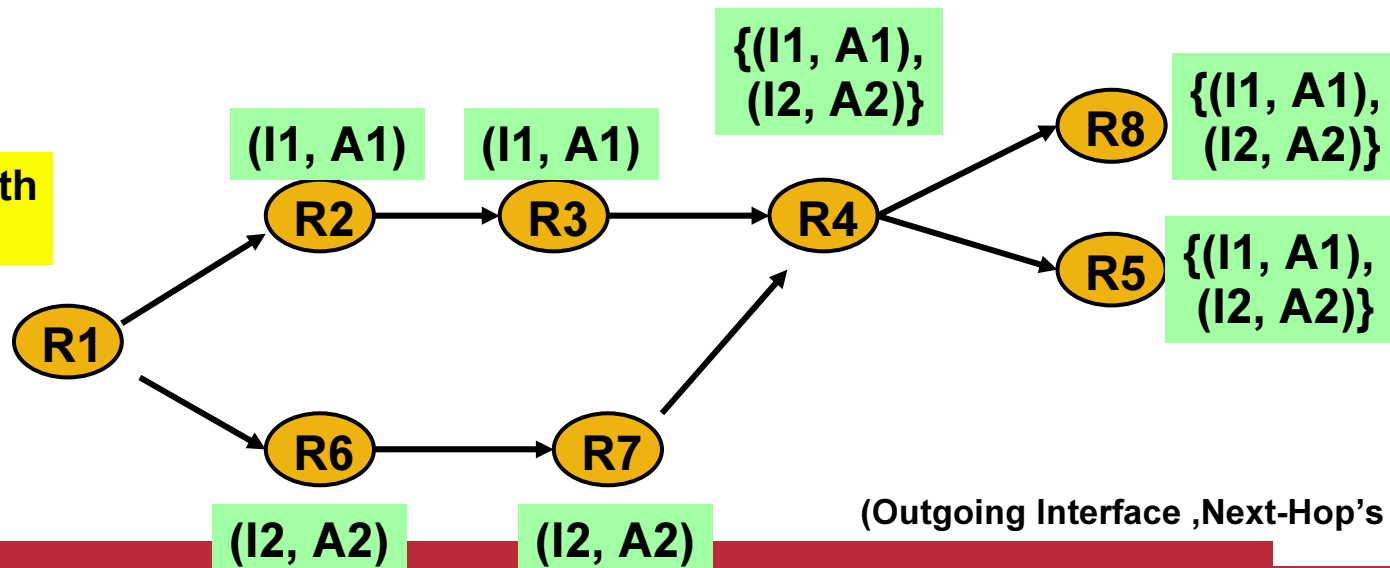 {(I1, A1),
(I2, A2)}
{(I1, A1),
(I2, A2)}
(I1, A1)
(I1, A1)
th
R8
R2
R3
R4
R5
{(I1, A1),
(I2, A2)}
R1
R6
R7
(Outgoing Interface ,Next-Hop’s
(I2, A2)
(I2, A2)